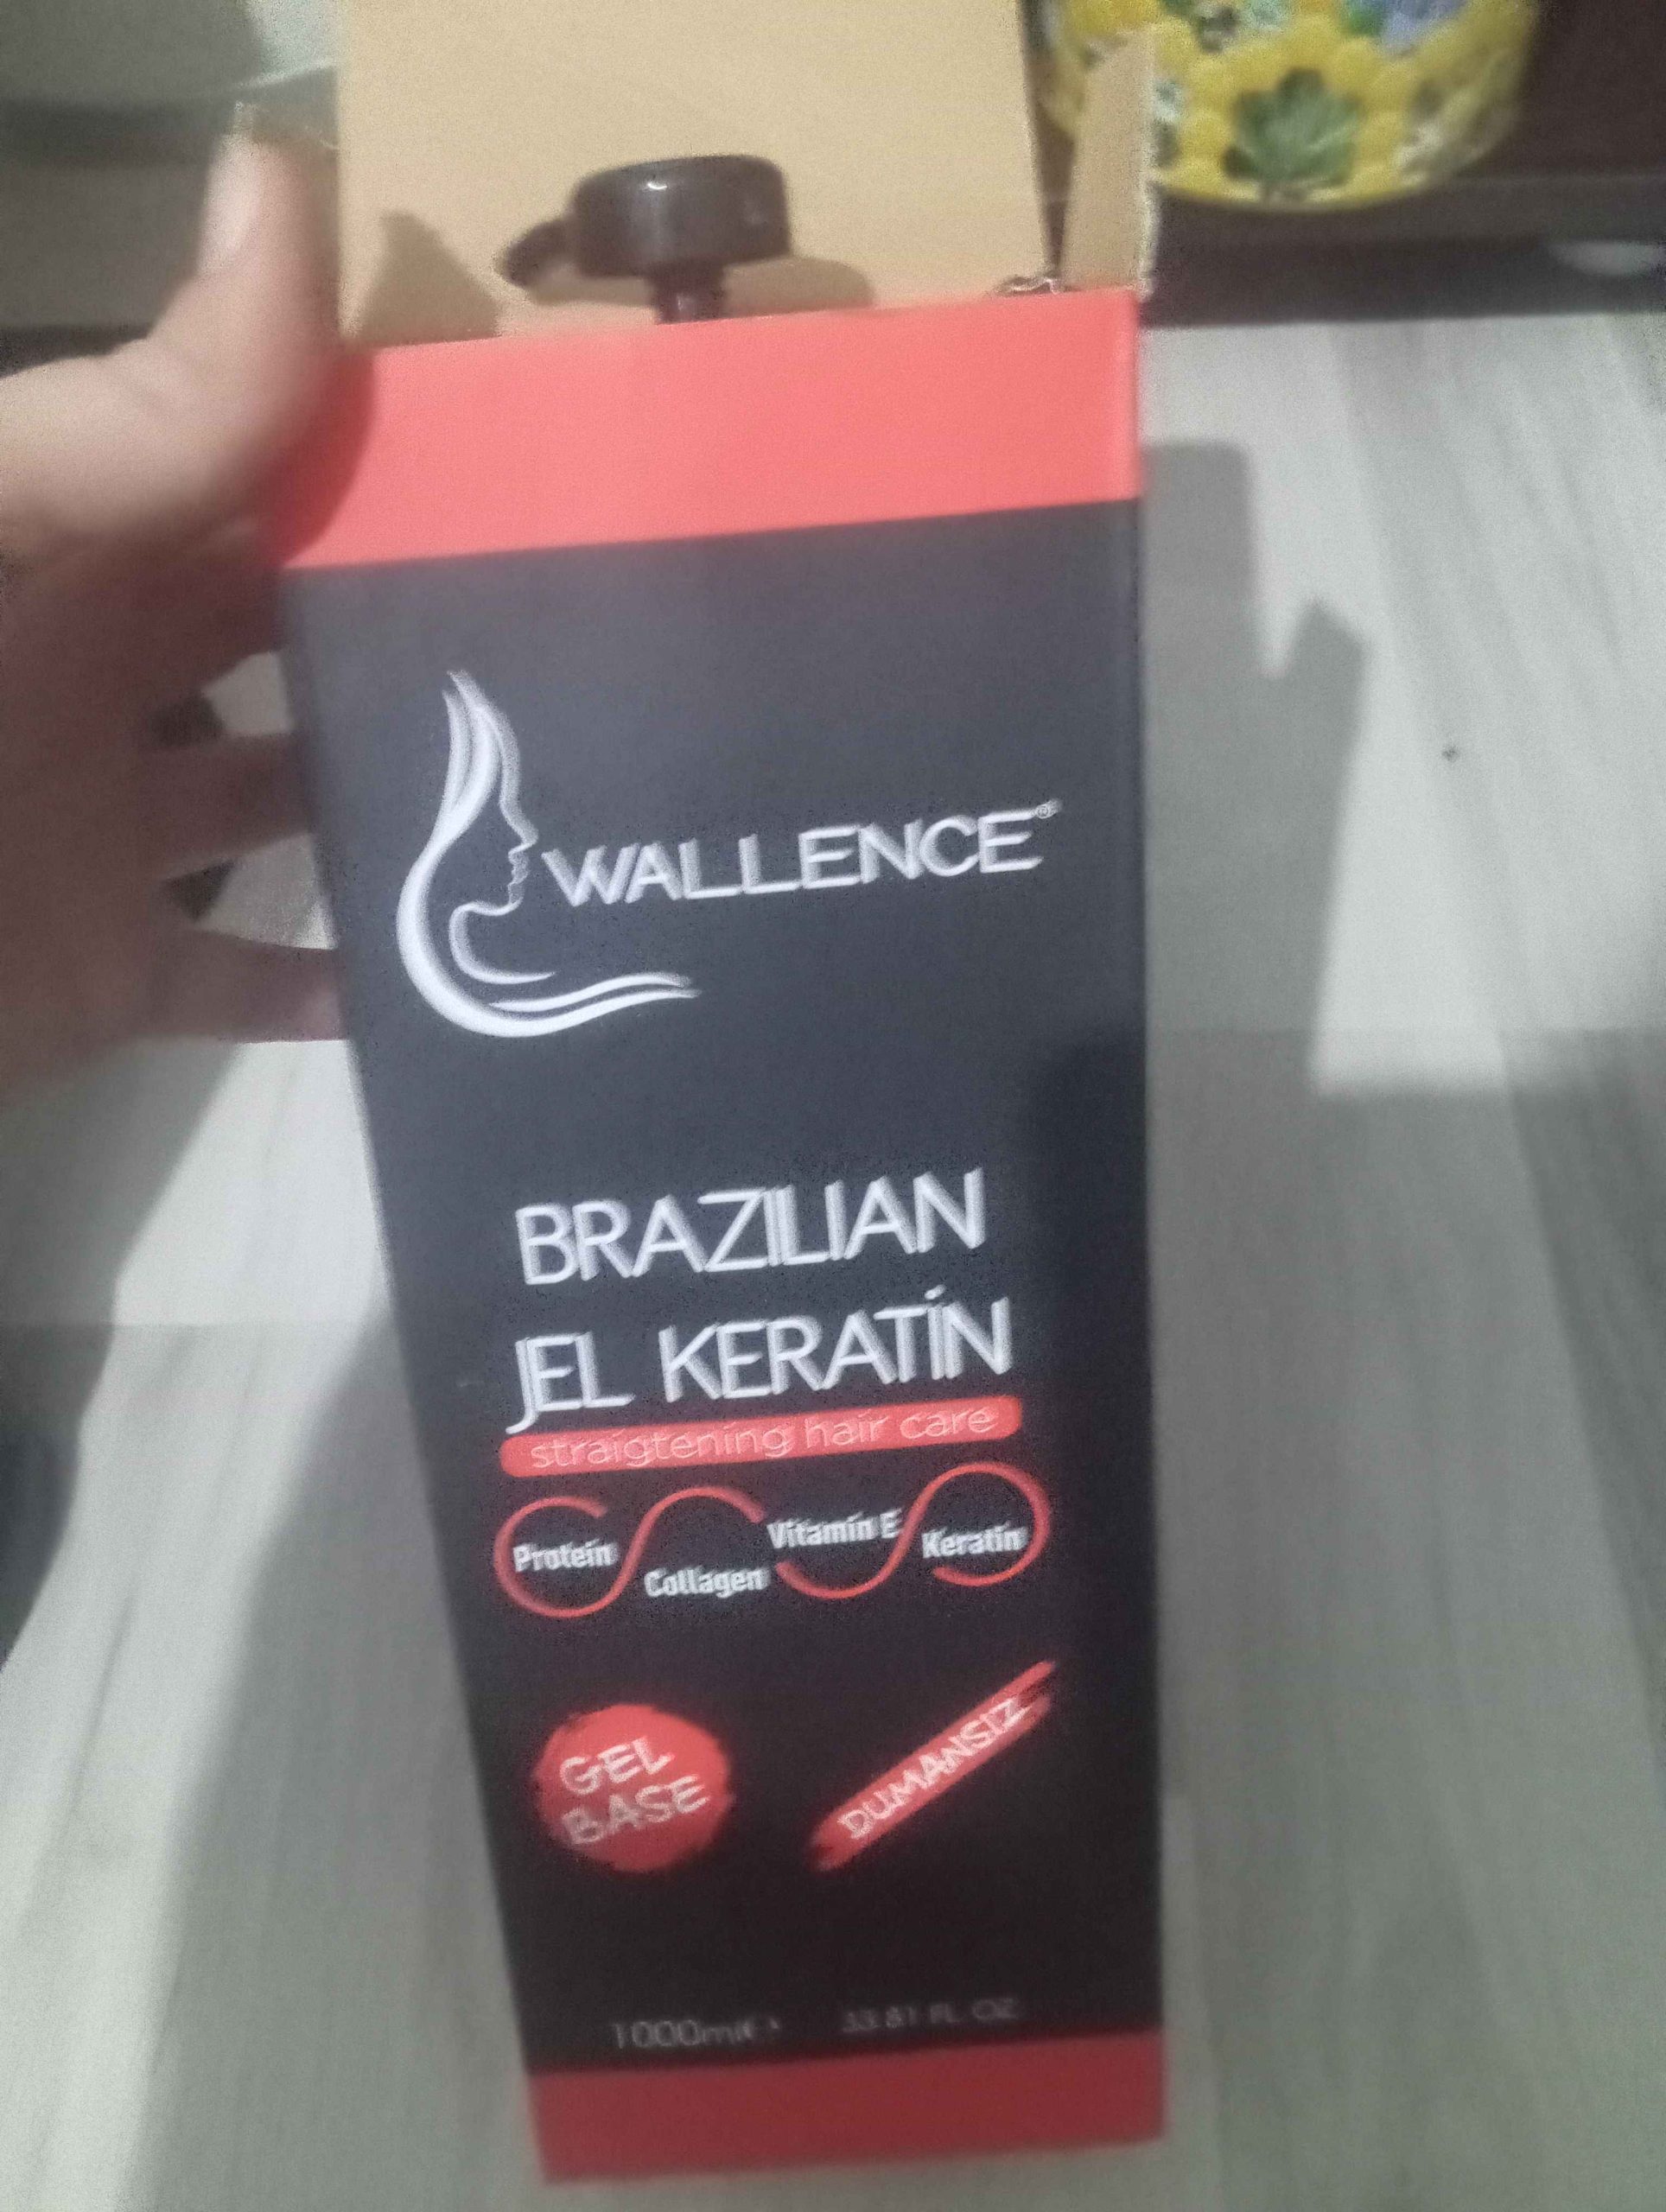 WALLENCE®
BRAZILIAN
JEL KERATİN
straigtening hair care
Protein
Collagen
Vitamin E
Keratin
GEL
BASE
DUMANSIZ
1000ml℮ 33.81 FL. OZ